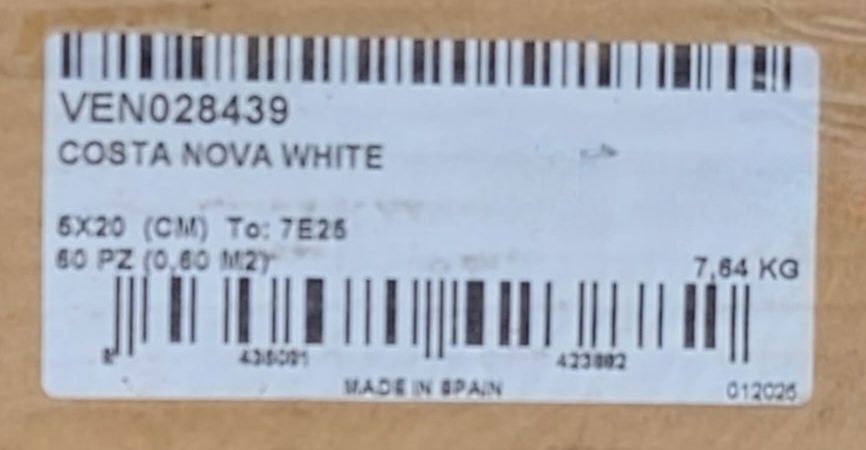 VEN028439
COSTA NOVA WHITE
5X20 (CM) To: 7E25
60 PZ (0,60 M2)
7,64 KG
8
MADE IN SPAIN
012025